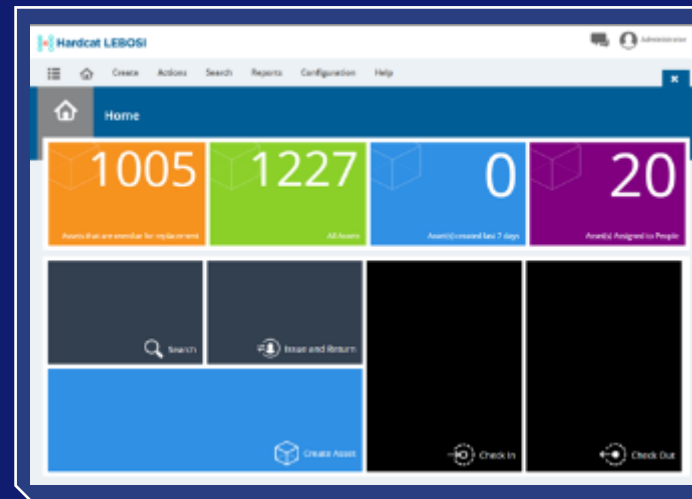 Hardcat LEBOSI
Administrator
Create Actions Search Reports Configuration Help
Home
1005
Assets that are overdue for replacement
1227
All Assets
0
Asset(s) created last 7 days
20
Asset(s) Assigned to People
Search
Issue and Return
Create Asset
Check In
Check Out